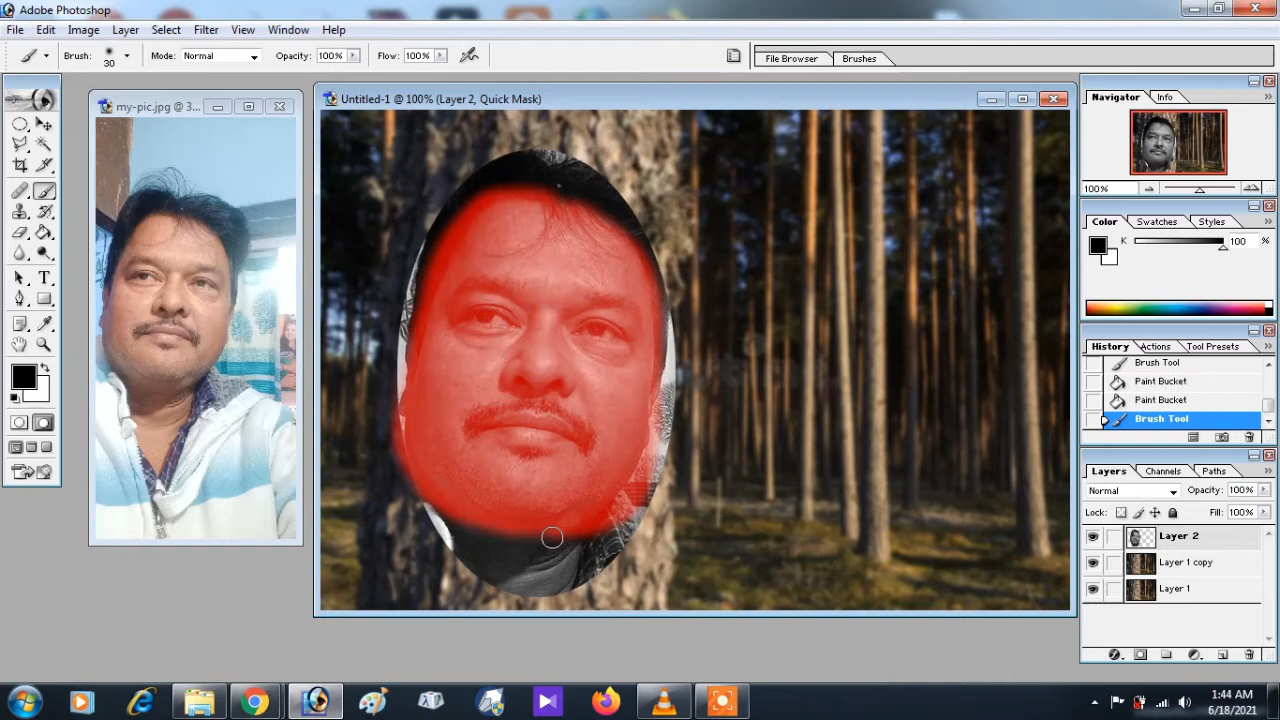 Adobe Photoshop
File Edit Image Layer Select Filter View Window Help
Brush: 30 Mode: Normal Opacity: 100% Flow: 100% File Browser Brushes
my-pic.jpg @ 3...
Untitled-1 @ 100% (Layer 2, Quick Mask)
Navigator Info
100%
Color Swatches Styles
K 100 %
History Actions Tool Presets
Brush Tool
Paint Bucket
Paint Bucket
Brush Tool
Layers Channels Paths
Normal Opacity: 100%
Lock: Fill: 100%
Layer 2
Layer 1 copy
Layer 1
1:44 AM
6/18/2021